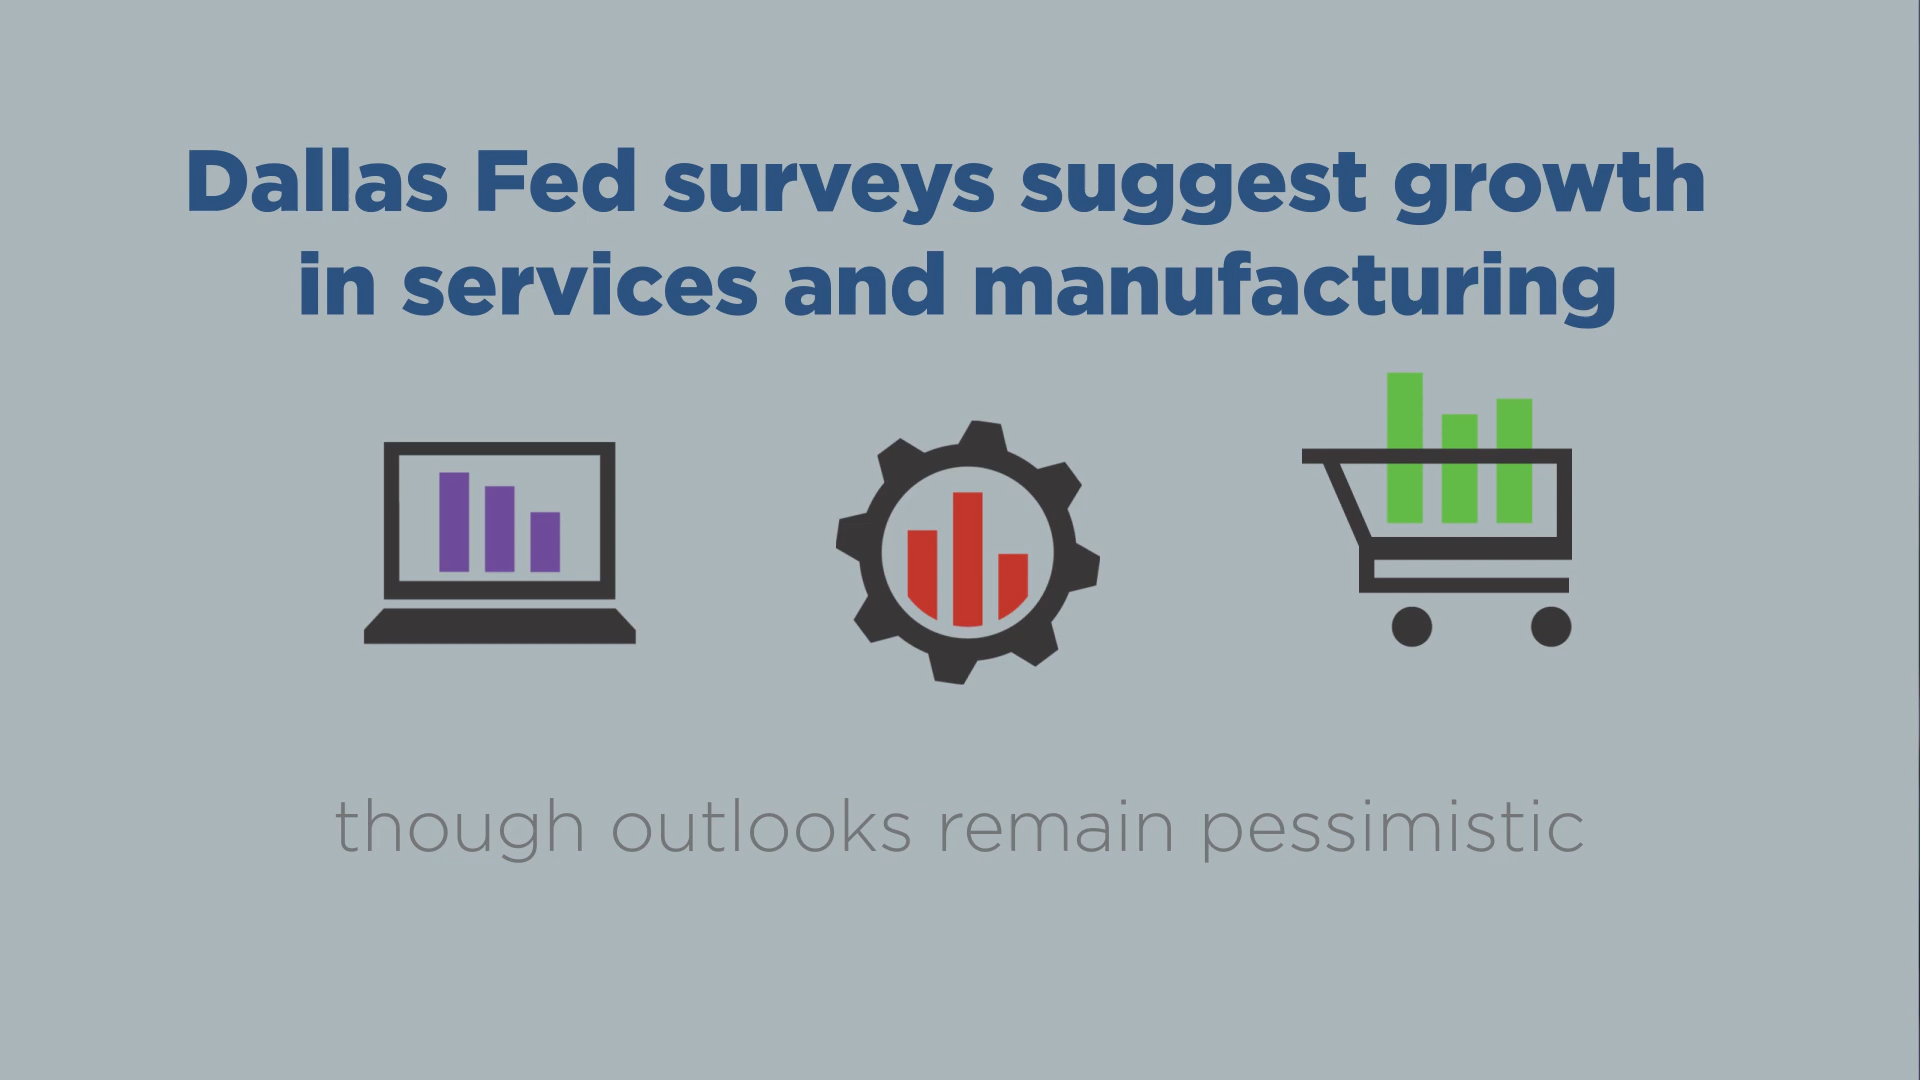 Dallas Fed surveys suggest growth
in services and manufacturing
though outlooks remain pessimistic